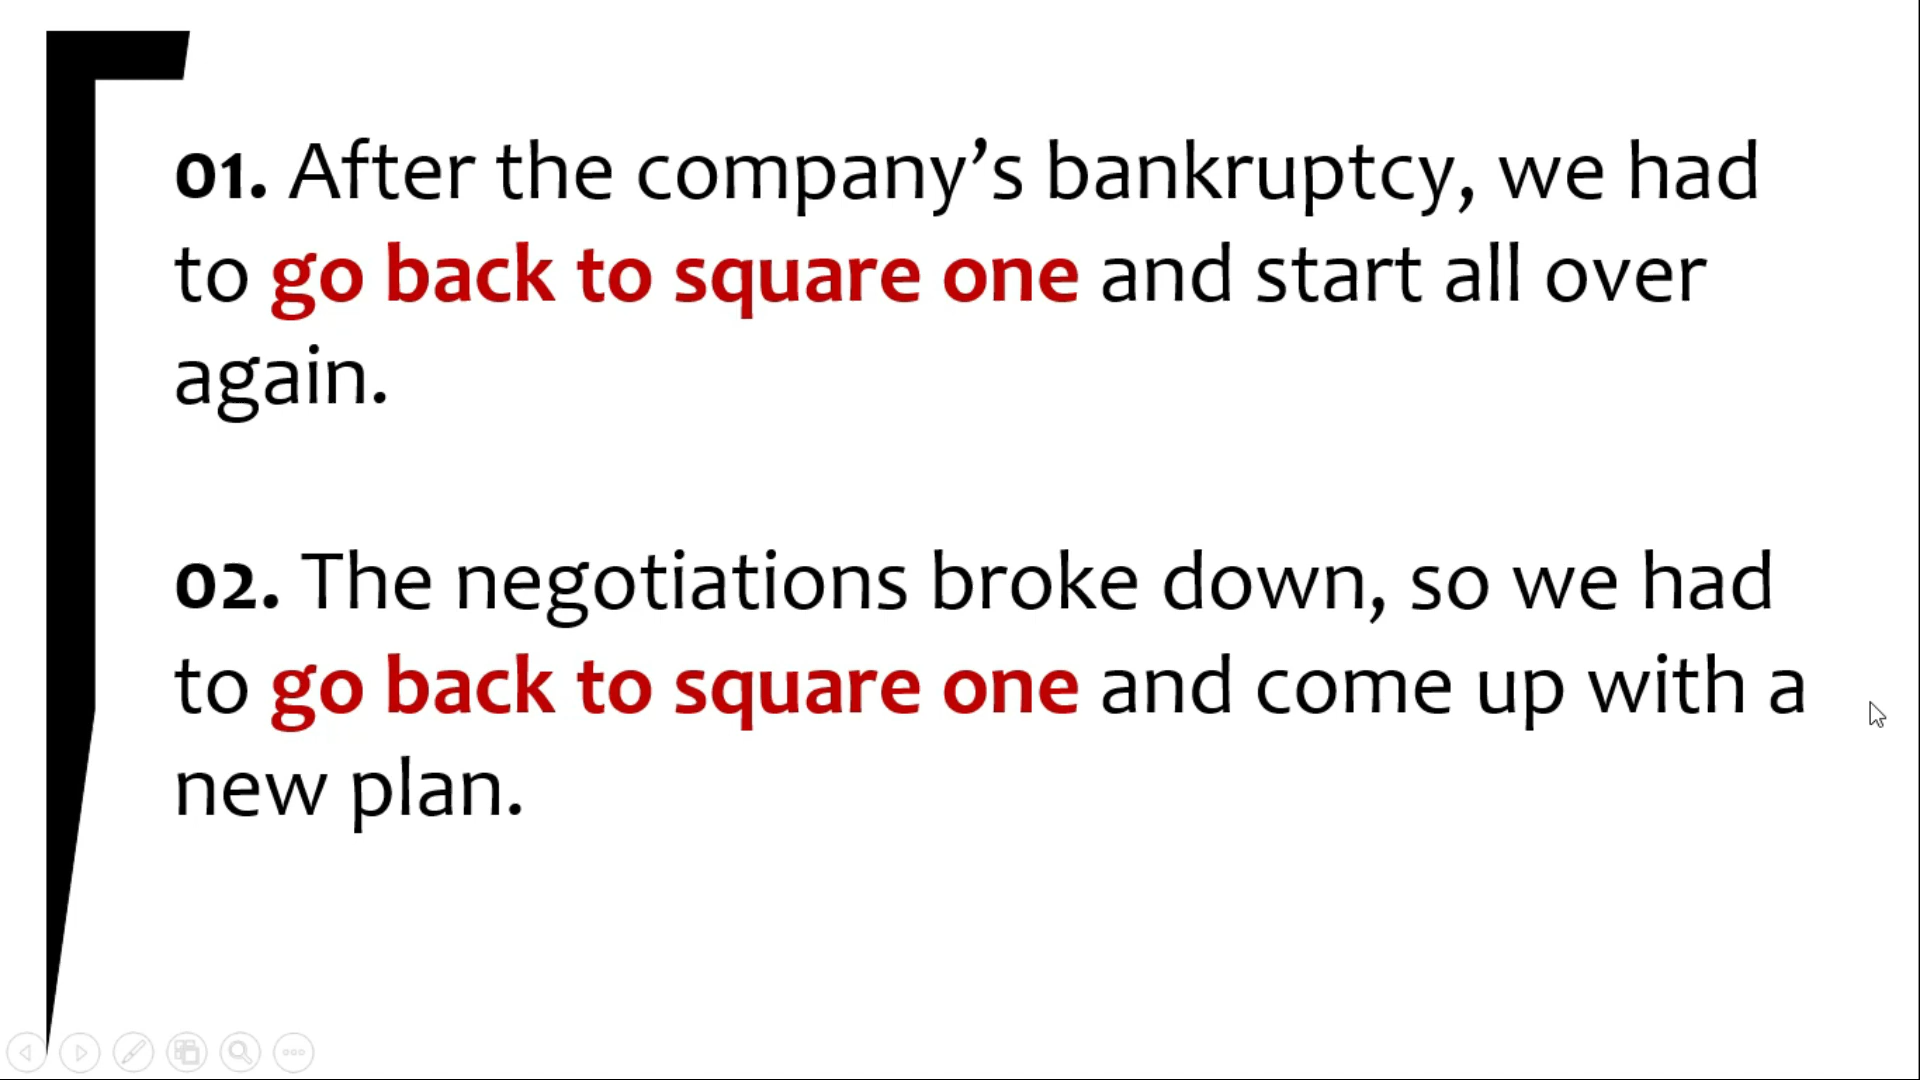 01. After the company’s bankruptcy, we had
to go back to square one and start all over
again.
02. The negotiations broke down, so we had
to go back to square one and come up with a
new plan.